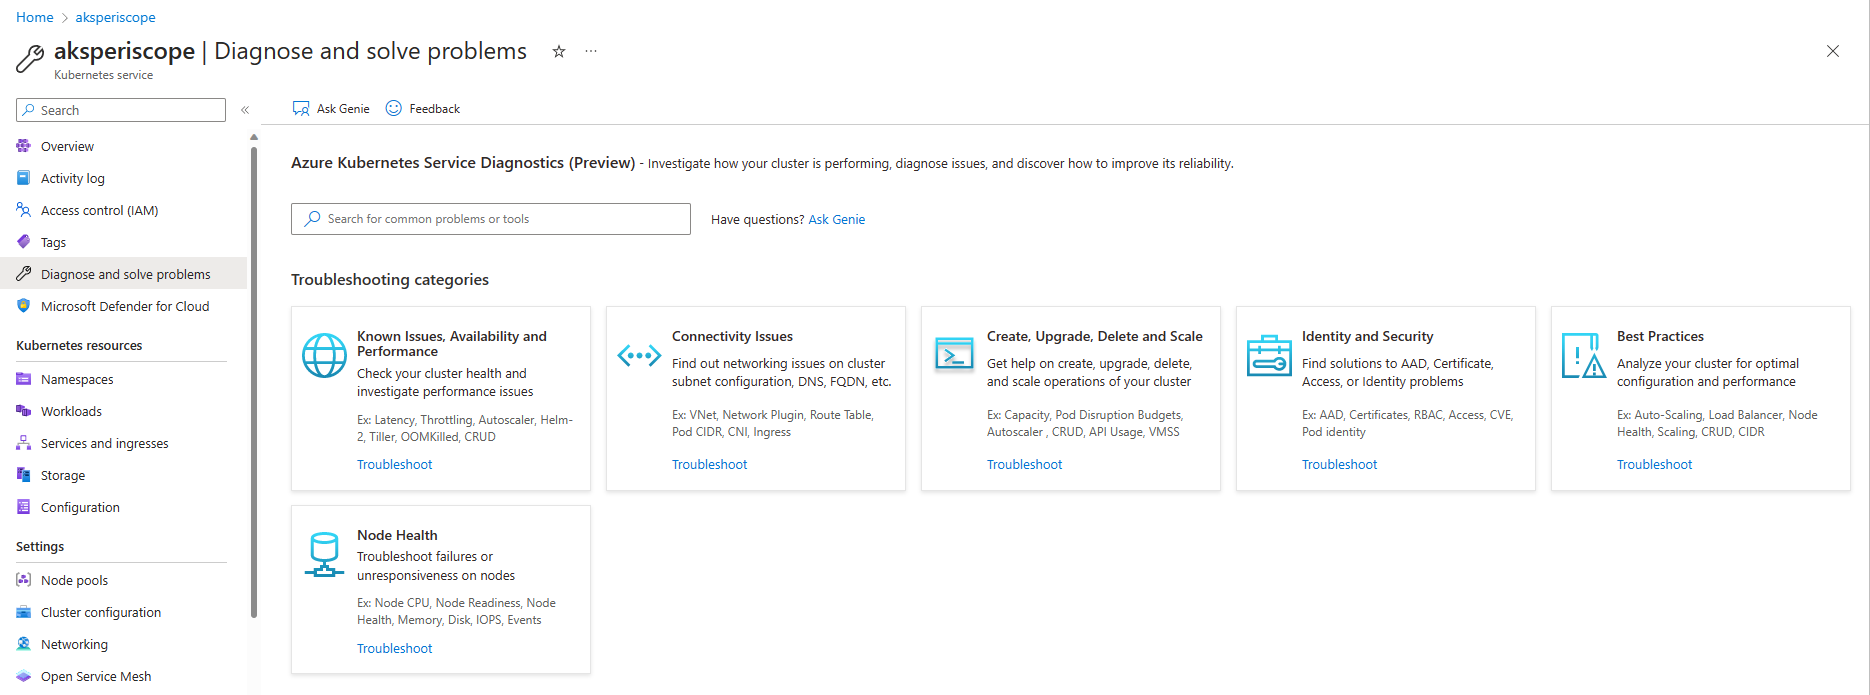 Home > aksperiscope
aksperiscope | Diagnose and solve problems ☆ ...
Kubernetes service
Search «
Overview
Activity log
Access control (IAM)
Tags
Diagnose and solve problems
Microsoft Defender for Cloud
Kubernetes resources
Namespaces
Workloads
Services and ingresses
Storage
Configuration
Settings
Node pools
Cluster configuration
Networking
Open Service Mesh
Ask Genie Feedback
Azure Kubernetes Service Diagnostics (Preview) - Investigate how your cluster is performing, diagnose issues, and discover how to improve its reliability.
Search for common problems or tools
Have questions? Ask Genie
Troubleshooting categories
Known Issues, Availability and
Performance
Check your cluster health and
investigate performance issues
Ex: Latency, Throttling, Autoscaler, Helm-
2, Tiller, OOMKilled, CRUD
Troubleshoot
Connectivity Issues
Find out networking issues on cluster
subnet configuration, DNS, FQDN, etc.
Ex: VNet, Network Plugin, Route Table,
Pod CIDR, CNI, Ingress
Troubleshoot
Create, Upgrade, Delete and Scale
Get help on create, upgrade, delete,
and scale operations of your cluster
Ex: Capacity, Pod Disruption Budgets,
Autoscaler , CRUD, API Usage, VMSS
Troubleshoot
Identity and Security
Find solutions to AAD, Certificate,
Access, or Identity problems
Ex: AAD, Certificates, RBAC, Access, CVE,
Pod identity
Troubleshoot
Best Practices
Analyze your cluster for optimal
configuration and performance
Ex: Auto-Scaling, Load Balancer, Node
Health, Scaling, CRUD, CIDR
Troubleshoot
Node Health
Troubleshoot failures or
unresponsiveness on nodes
Ex: Node CPU, Node Readiness, Node
Health, Memory, Disk, IOPS, Events
Troubleshoot